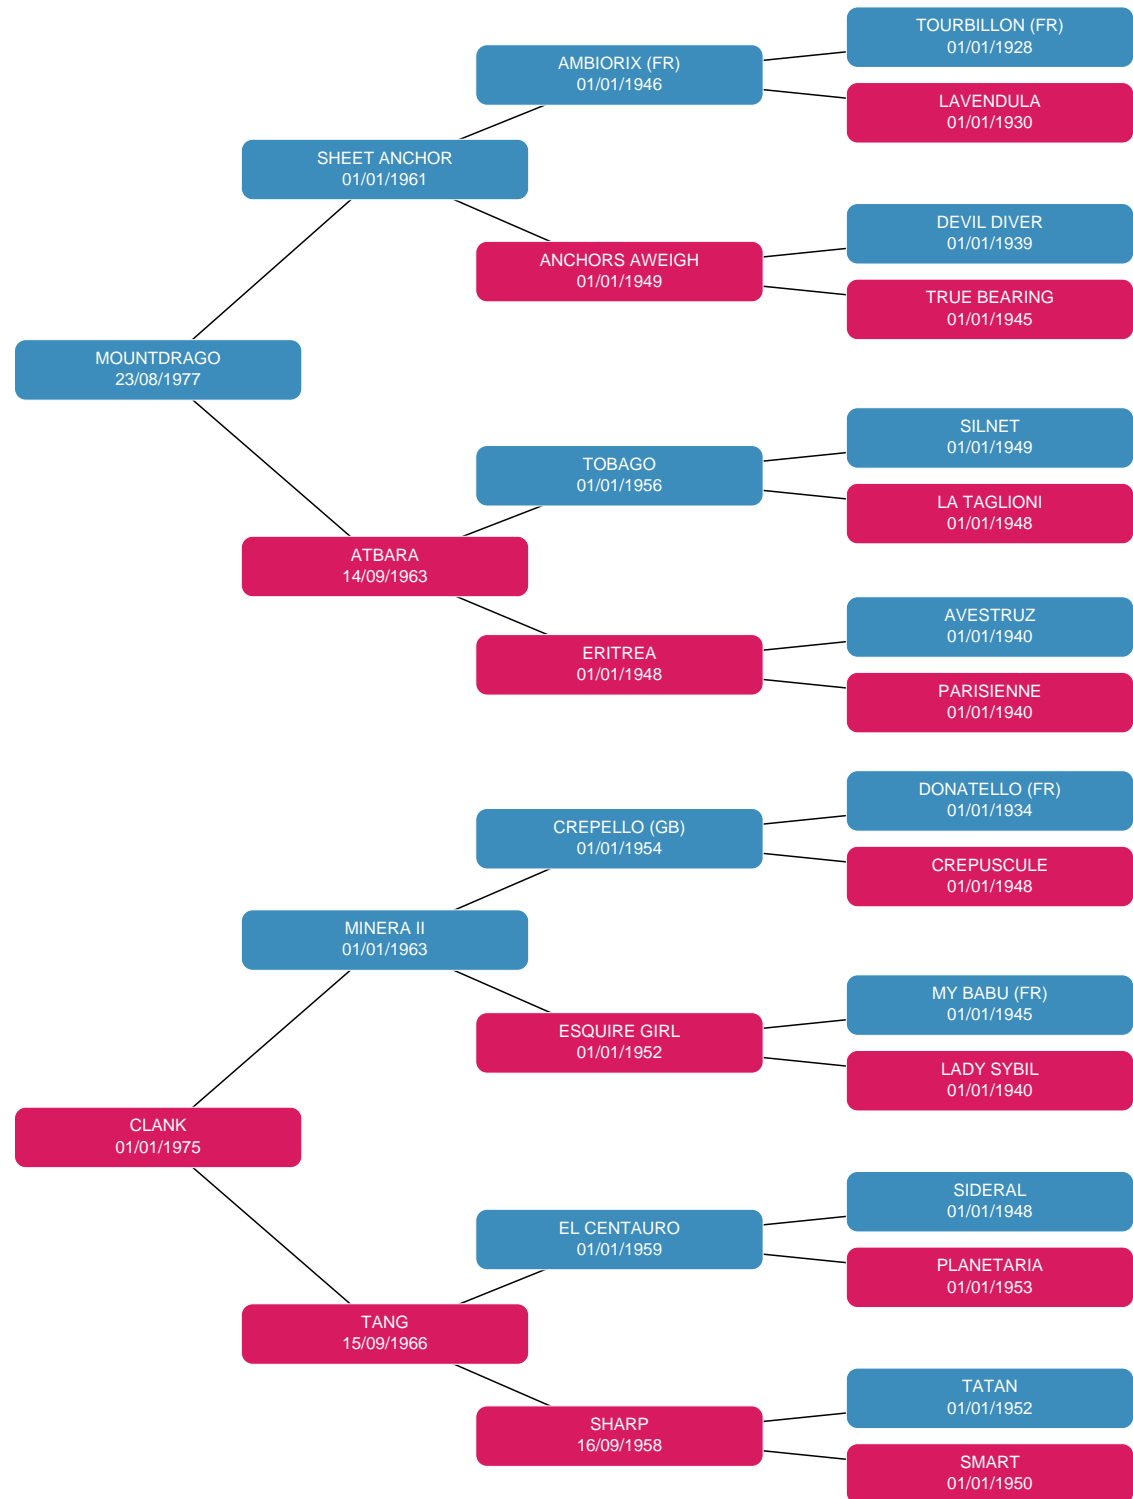 TOURBILLON (FR)
01/01/1928
AMBIORIX (FR)
01/01/1946
LAVENDULA
01/01/1930
SHEET ANCHOR
01/01/1961
DEVIL DIVER
01/01/1939
ANCHORS AWEIGH
01/01/1949
TRUE BEARING
01/01/1945
MOUNTDRAGO
23/08/1977
SILNET
01/01/1949
TOBAGO
01/01/1956
LA TAGLIONI
01/01/1948
ATBARA
14/09/1963
AVESTRUZ
01/01/1940
ERITREA
01/01/1948
PARISIENNE
01/01/1940
DONATELLO (FR)
01/01/1934
CREPELLO (GB)
01/01/1954
CREPUSCULE
01/01/1948
MINERA II
01/01/1963
MY BABU (FR)
01/01/1945
ESQUIRE GIRL
01/01/1952
LADY SYBIL
01/01/1940
CLANK
01/01/1975
SIDERAL
01/01/1948
EL CENTAURO
01/01/1959
PLANETARIA
01/01/1953
TANG
15/09/1966
TATAN
01/01/1952
SHARP
16/09/1958
SMART
01/01/1950